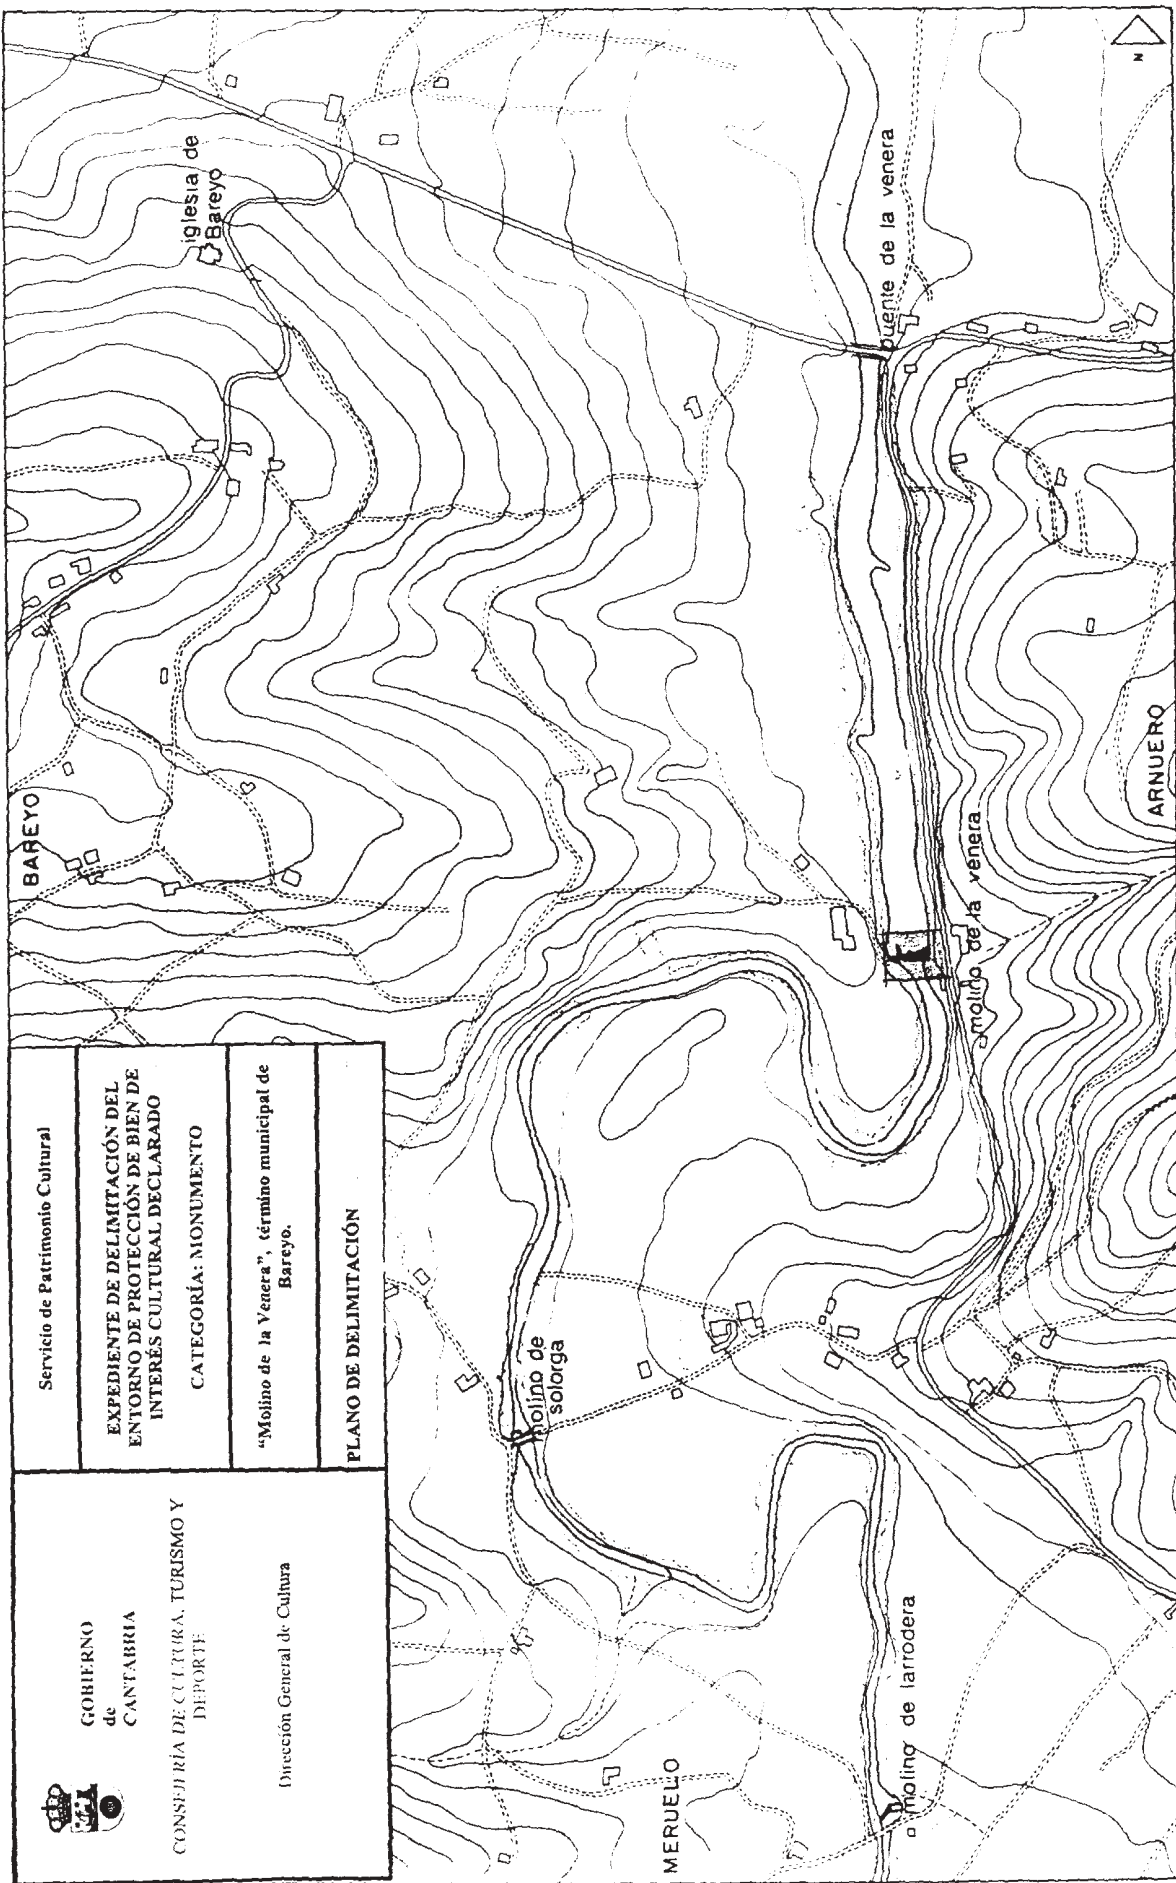 GOBIERNO
de
CANTABRIA
CONSEJERÍA DE CULTURA, TURISMO Y
DEPORTE
Dirección General de Cultura
Servicio de Patrimonio Cultural
EXPEDIENTE DE DELIMITACIÓN DEL
ENTORNO DE PROTECCIÓN DE BIEN DE
INTERÉS CULTURAL DECLARADO
CATEGORÍA: MONUMENTO
“Molino de la Venera”, término municipal de
Bareyo.
PLANO DE DELIMITACIÓN
BAREYO
iglesia de
Bareyo
molino de
solorga
puente de la venera
molino de la venera
MERUELO
molino de larrodera
ARNUERO
N